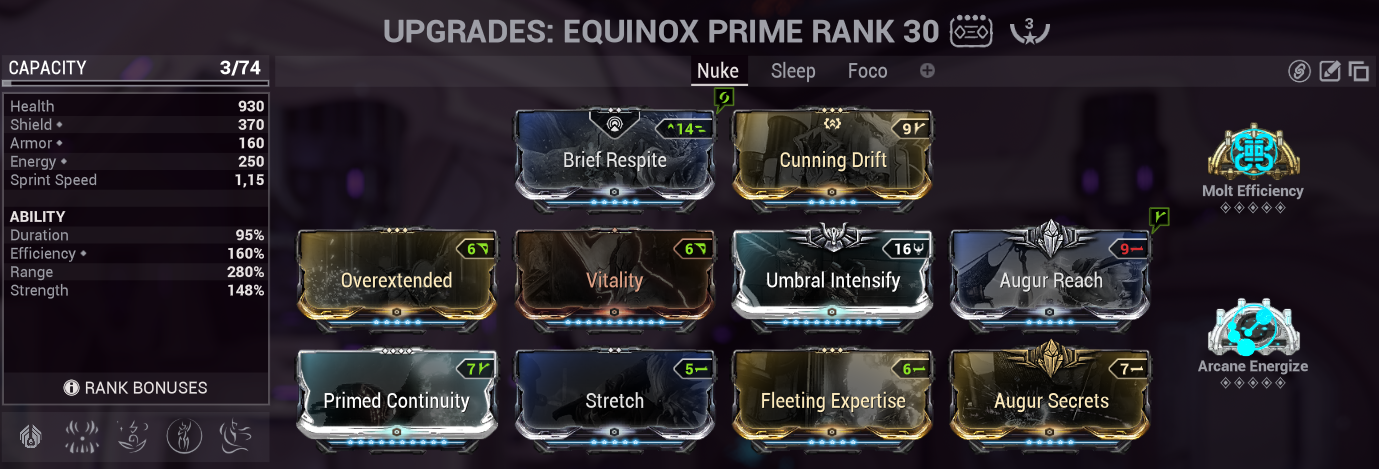 UPGRADES: EQUINOX PRIME RANK 30
3
CAPACITY 3/74
Nuke Sleep Foco
Health 930
Shield 370
Armor 160
Energy 250
Sprint Speed 1,15
ABILITY
Duration 95%
Efficiency 160%
Range 280%
Strength 148%
RANK BONUSES
14
Brief Respite
9
Cunning Drift
6
Overextended
6
Vitality
16
Umbral Intensify
9
Augur Reach
7
Primed Continuity
5
Stretch
6
Fleeting Expertise
7
Augur Secrets
Molt Efficiency
Arcane Energize